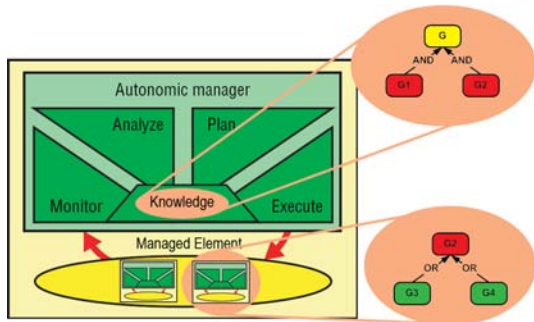 G
AND AND
G1 G2
Autonomic manager
Analyze Plan
Monitor Knowledge Execute
Managed Element
G2
OR OR
G3 G4